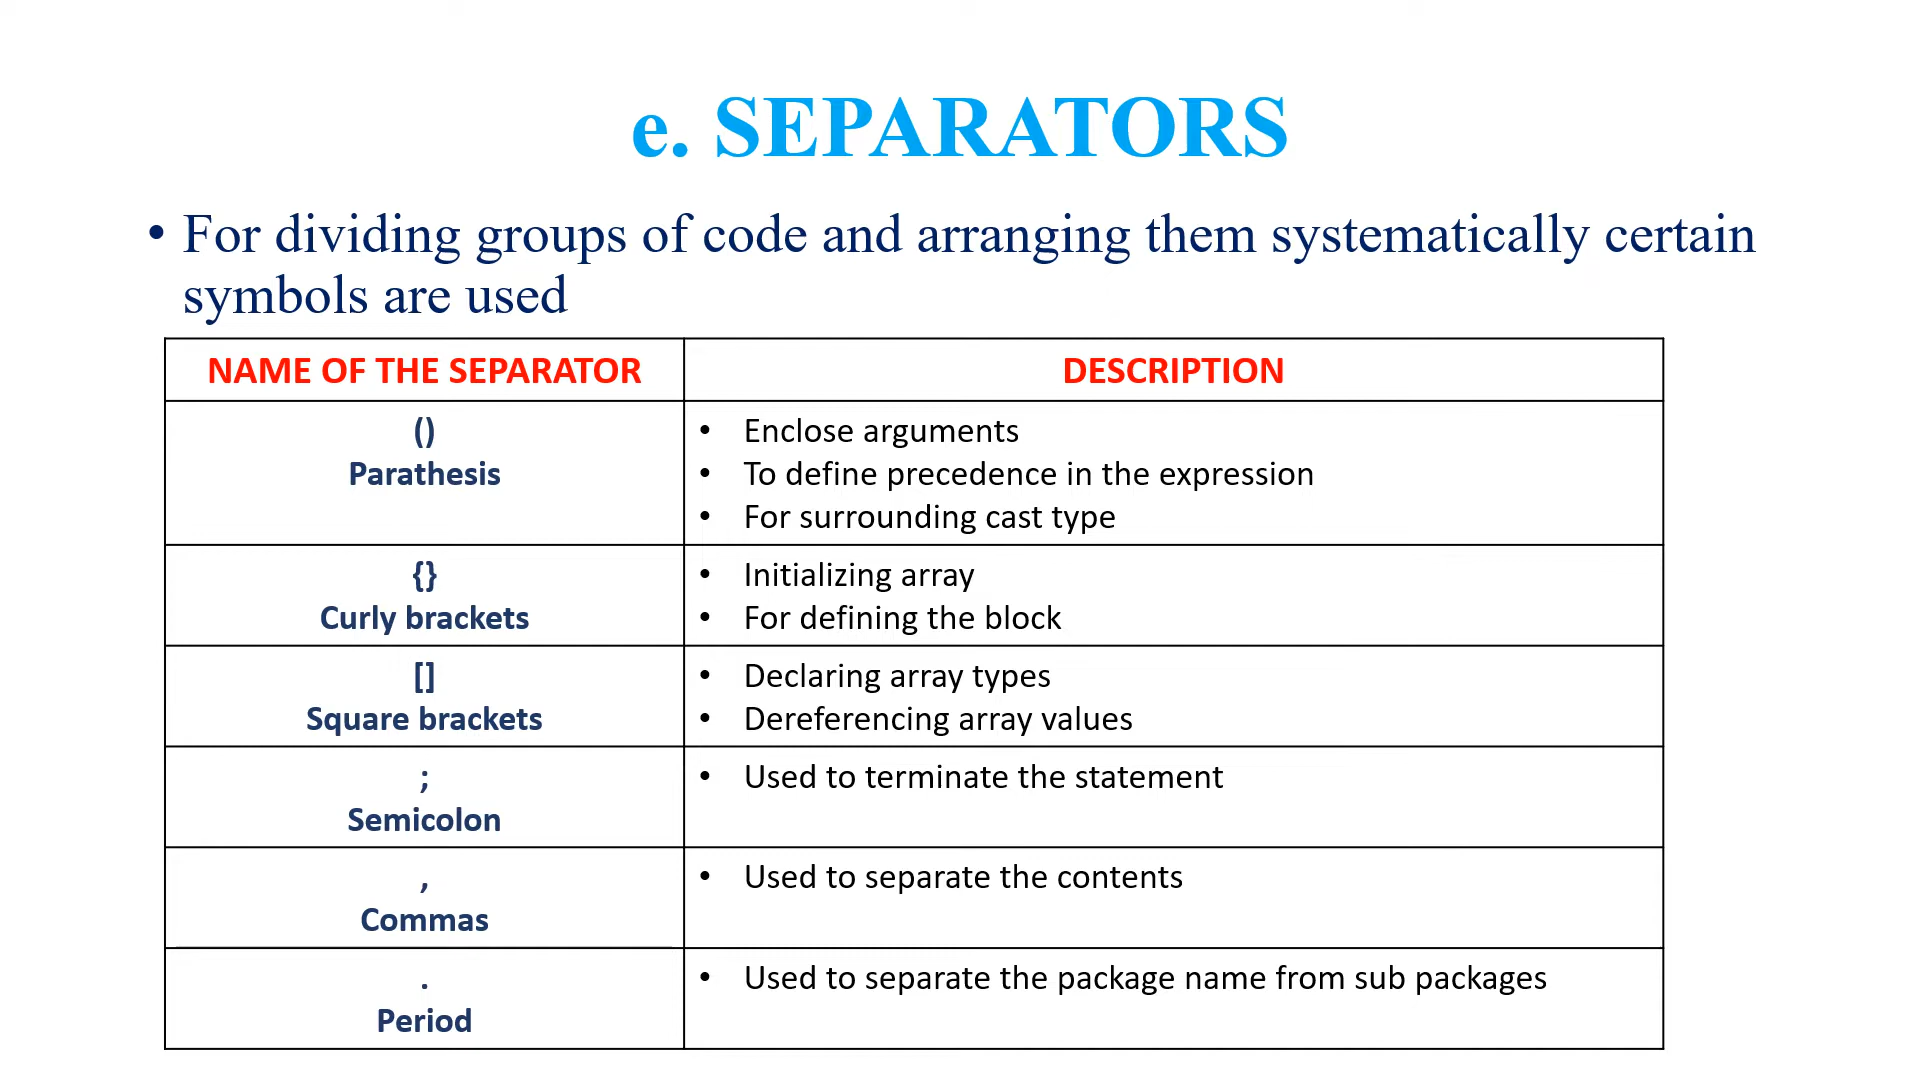 e. SEPARATORS
• For dividing groups of code and arranging them systematically certain
symbols are used
NAME OF THE SEPARATOR
DESCRIPTION
()
Parathesis
• Enclose arguments
• To define precedence in the expression
• For surrounding cast type
{}
Curly brackets
• Initializing array
• For defining the block
[]
Square brackets
• Declaring array types
• Dereferencing array values
;
Semicolon
• Used to terminate the statement
,
Commas
• Used to separate the contents
.
Period
• Used to separate the package name from sub packages